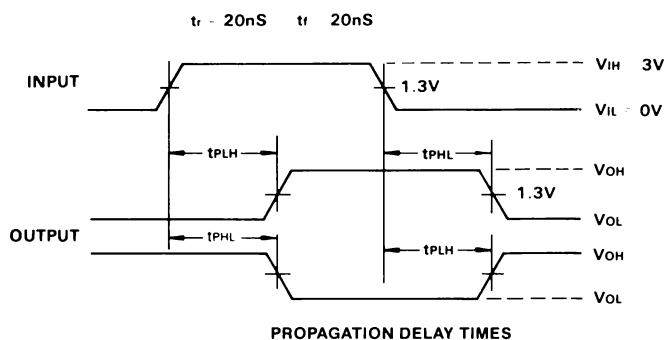 tr - 20nS tf 20nS
INPUT
1.3V
VIH 3V
VIL - 0V
tPLH
tPHL
VOH
1.3V
VOL
OUTPUT
tPHL
tPLH
VOH
VOL
PROPAGATION DELAY TIMES